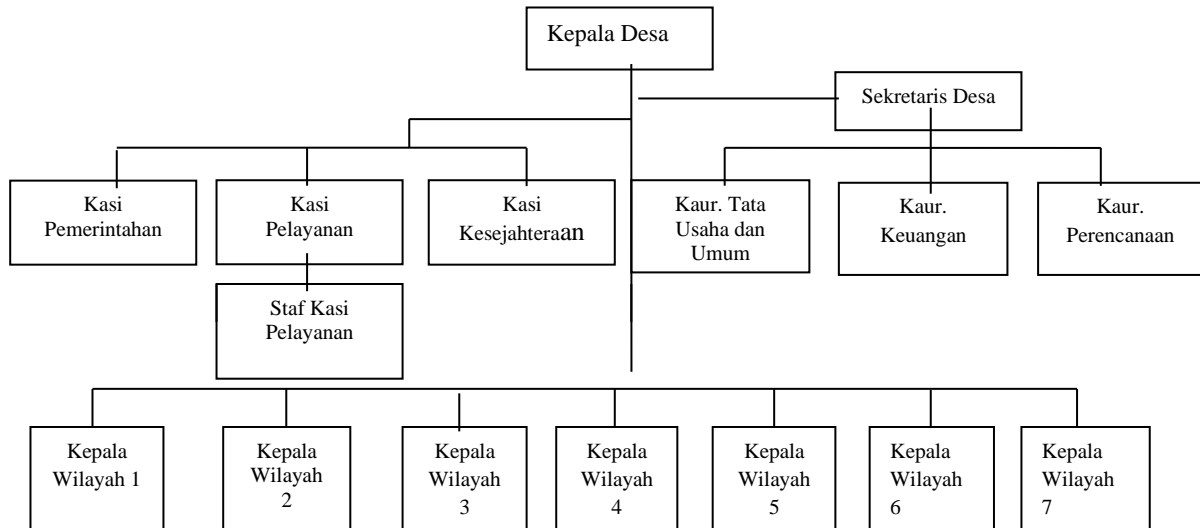 Kepala Desa
Sekretaris Desa
Kasi
Pemerintahan
Kasi
Pelayanan
Kasi
Kesejahteraan
Kaur. Tata
Usaha dan
Umum
Kaur.
Keuangan
Kaur.
Perencanaan
Staf Kasi
Pelayanan
Kepala
Wilayah 1
Kepala
Wilayah
2
Kepala
Wilayah
3
Kepala
Wilayah
4
Kepala
Wilayah
5
Kepala
Wilayah
6
Kepala
Wilayah
7